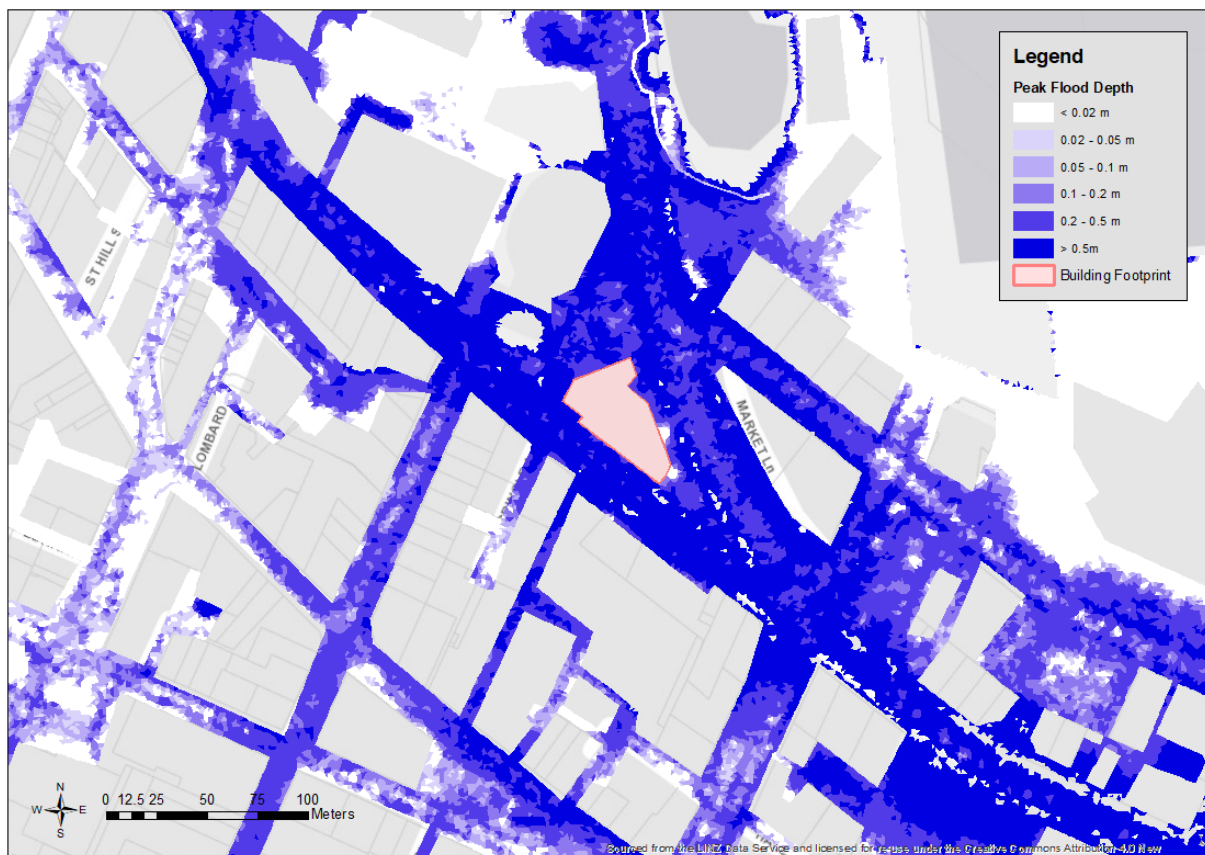 Legend
Peak Flood Depth
< 0.02 m
0.02 - 0.05 m
0.05 - 0.1 m
0.1 - 0.2 m
0.2 - 0.5 m
> 0.5m
Building Footprint
ST HILL S
LOMBARD
MARKET Ln
N
W E
S
0 12.5 25 50 75 100
Meters
Sourced from the LINZ Data Service and licensed for re-use under the Creative Commons Attribution 4.0 New